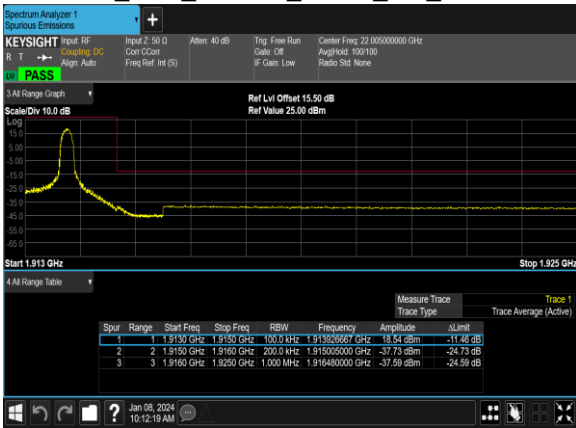 Spectrum Analyzer 1
Spurious Emissions
KEYSIGHT Input: RF Input Z: 50 Ω Atten: 40 dB Trig: Free Run Center Freq: 22.005000000 GHz
R T Coupling: DC Corr CCorr Gate: Off Avg|Hold: 100/100
Align: Auto Freq Ref: Int (S) IF Gain: Low Radio Std: None
PASS
3 All Range Graph
Ref Lvl Offset 15.50 dB
Scale/Div 10.0 dB Ref Value 25.00 dBm
Log
15.0
5.00
-5.00
-15.0
-25.0
-35.0
-45.0
-55.0
-65.0
Start 1.913 GHz Stop 1.925 GHz
4 All Range Table
Measure Trace Trace 1
Trace Type Trace Average (Active)
Spur Range Start Freq Stop Freq RBW Frequency Amplitude ΔLimit
1 1 1.9130 GHz 1.9150 GHz 100.0 kHz 1.913926667 GHz 18.54 dBm -11.46 dB
2 2 1.9150 GHz 1.9160 GHz 200.0 kHz 1.915005000 GHz -37.73 dBm -24.73 dB
3 3 1.9160 GHz 1.9250 GHz 1.000 MHz 1.916480000 GHz -37.59 dBm -24.59 dB
Jan 08, 2024
10:12:19 AM